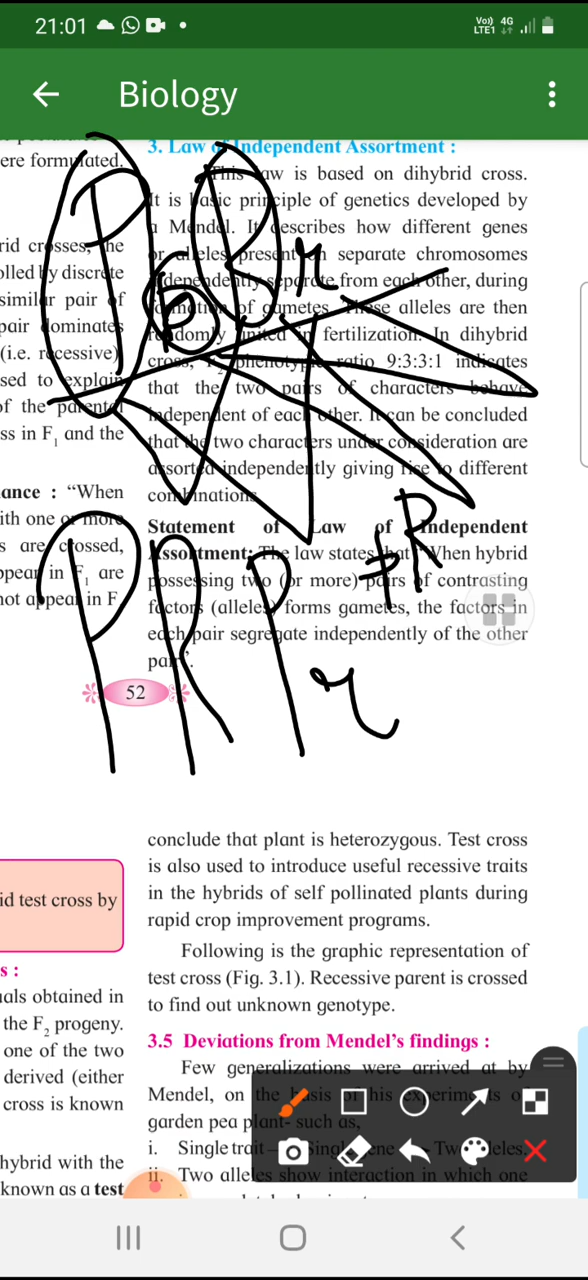 21:01
Vo)) 4G
LTE1
Biology
ere formulated.
rid crosses, the
olled by discrete
similar pair of
pair dominates
(i.e. recessive)
sed to explain
of the parental
ss in F1 and the
ance : "When
ith one or more
s are crossed,
ppear in F1 are
not appear in F
52
3. Law of Independent Assortment :
This law is based on dihybrid cross.
It is basic principle of genetics developed by
a Mendel. It describes how different genes
or alleles present on separate chromosomes
independently separate from each other, during
formation of gametes. These alleles are then
randomly united in fertilization. In dihybrid
cross, F2 phenotypic ratio 9:3:3:1 indicates
that the two pairs of characters behave
independent of each other. It can be concluded
that the two characters under consideration are
assorted independently giving rise to different
combinations.
Statement of Law of Independent
Assortment: The law states that "When hybrid
possessing two (or more) pairs of contrasting
factors (alleles) forms gametes, the factors in
each pair segregate independently of the other
pair".
P R r
PR Pr pR
id test cross by
s :
uals obtained in
the F2 progeny.
one of the two
derived (either
cross is known
hybrid with the
known as a test
conclude that plant is heterozygous. Test cross
is also used to introduce useful recessive traits
in the hybrids of self pollinated plants during
rapid crop improvement programs.
Following is the graphic representation of
test cross (Fig. 3.1). Recessive parent is crossed
to find out unknown genotype.
3.5 Deviations from Mendel's findings :
Few generalizations were arrived at by
Mendel, on the basis of his experiments on
garden pea plant- such as,
i. Single trait – Single gene – Two alleles.
ii. Two alleles show interaction in which one